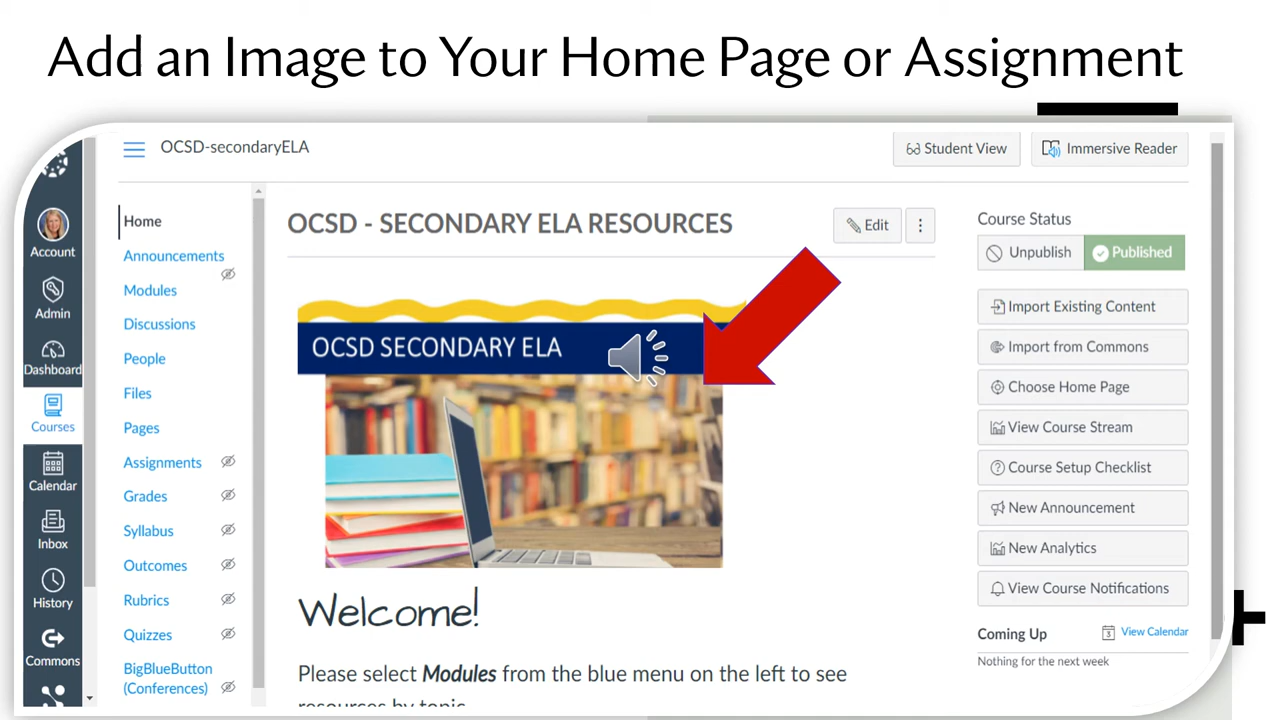 Add an Image to Your Home Page or Assignment
OCSD-secondaryELA
Student View
Immersive Reader
Account
Admin
Dashboard
Courses
Calendar
Inbox
History
Commons
Home
Announcements
Modules
Discussions
People
Files
Pages
Assignments
Grades
Syllabus
Outcomes
Rubrics
Quizzes
BigBlueButton
(Conferences)
OCSD - SECONDARY ELA RESOURCES
Edit
OCSD SECONDARY ELA
Welcome!
Please select Modules from the blue menu on the left to see
resources by topic.
Course Status
Unpublish
Published
Import Existing Content
Import from Commons
Choose Home Page
View Course Stream
Course Setup Checklist
New Announcement
New Analytics
View Course Notifications
Coming Up
3
View Calendar
Nothing for the next week